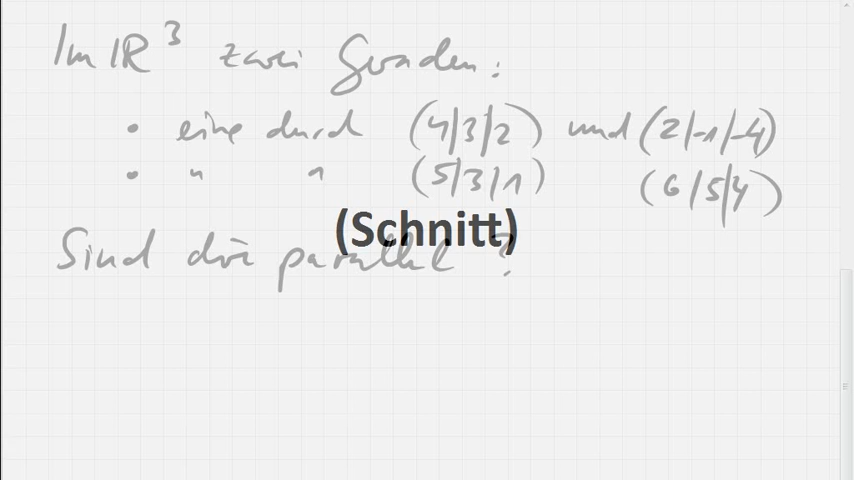 Im ℝ³ zwei Geraden:
• eine durch (4|3|2) und (2|-1|-4)
• " " (5|3|1) (6|5|4)
(Schnitt)
Sind die parallel?